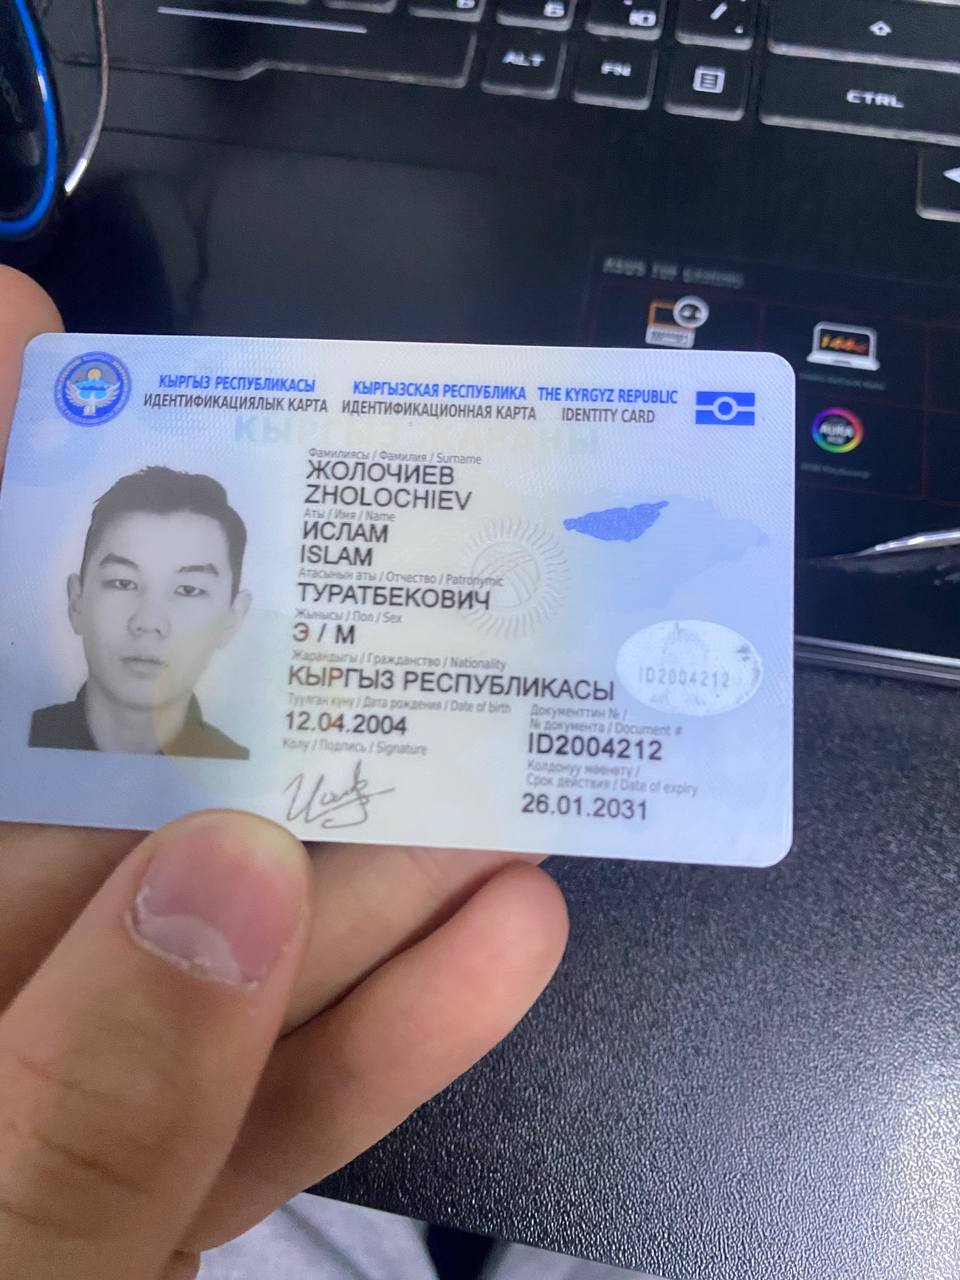 ALT
FN
CTRL
ASUS TUF GAMING
AURA
КЫРГЫЗ РЕСПУБЛИКАСЫ КЫРГЫЗСКАЯ РЕСПУБЛИКА THE KYRGYZ REPUBLIC
ИДЕНТИФИКАЦИЯЛЫК КАРТА ИДЕНТИФИКАЦИОННАЯ КАРТА IDENTITY CARD
Фамилиясы / Фамилия / Surname
ЖОЛОЧИЕВ
ZHOLOCHIEV
Аты / Имя / Name
ИСЛАМ
ISLAM
Атасынын аты / Отчество / Patronymic
ТУРАТБЕКОВИЧ
Жынысы / Пол / Sex
Э / М
Жарандыгы / Гражданство / Nationality
КЫРГЫЗ РЕСПУБЛИКАСЫ
ID2004212
Туулган күнү / Дата рождения / Date of birth
12.04.2004
Документтин № /
№ документа / Document #
ID2004212
Колу / Подпись / Signature
Колдонуу мөөнөтү /
Срок действия / Date of expiry
26.01.2031